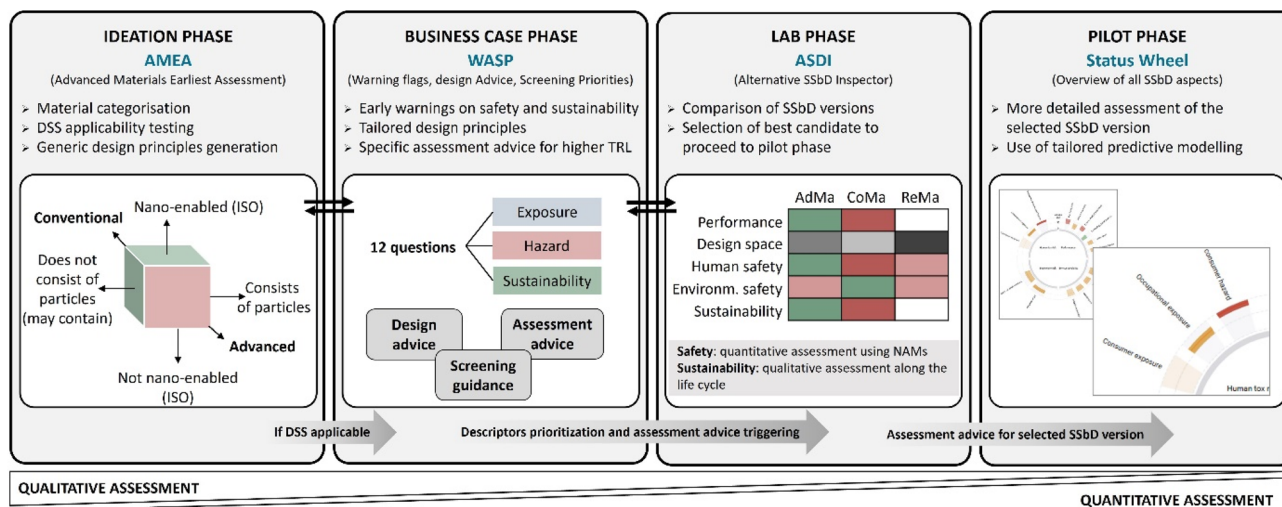 IDEATION PHASE
AMEA
(Advanced Materials Earliest Assessment)
➢ Material categorisation
➢ DSS applicability testing
➢ Generic design principles generation
Conventional
Nano-enabled (ISO)
Does not
consist of
particles
(may contain)
Consists
of particles
Advanced
Not nano-enabled
(ISO)
If DSS applicable
BUSINESS CASE PHASE
WASP
(Warning flags, design Advice, Screening Priorities)
➢ Early warnings on safety and sustainability
➢ Tailored design principles
➢ Specific assessment advice for higher TRL
12 questions
Exposure
Hazard
Sustainability
Design
advice
Assessment
advice
Screening
guidance
Descriptors prioritization and assessment advice triggering
LAB PHASE
ASDI
(Alternative SSbD Inspector)
➢ Comparison of SSbD versions
➢ Selection of best candidate to
proceed to pilot phase
AdMa CoMa ReMa
Performance
Design space
Human safety
Environm. safety
Sustainability
Safety: quantitative assessment using NAMs
Sustainability: qualitative assessment along the
life cycle
PILOT PHASE
Status Wheel
(Overview of all SSbD aspects)
➢ More detailed assessment of the
selected SSbD version
➢ Use of tailored predictive modelling
Consumer exposure
Occupational exposure
consumer hazard
Human tox r
Assessment advice for selected SSbD version
QUALITATIVE ASSESSMENT
QUANTITATIVE ASSESSMENT